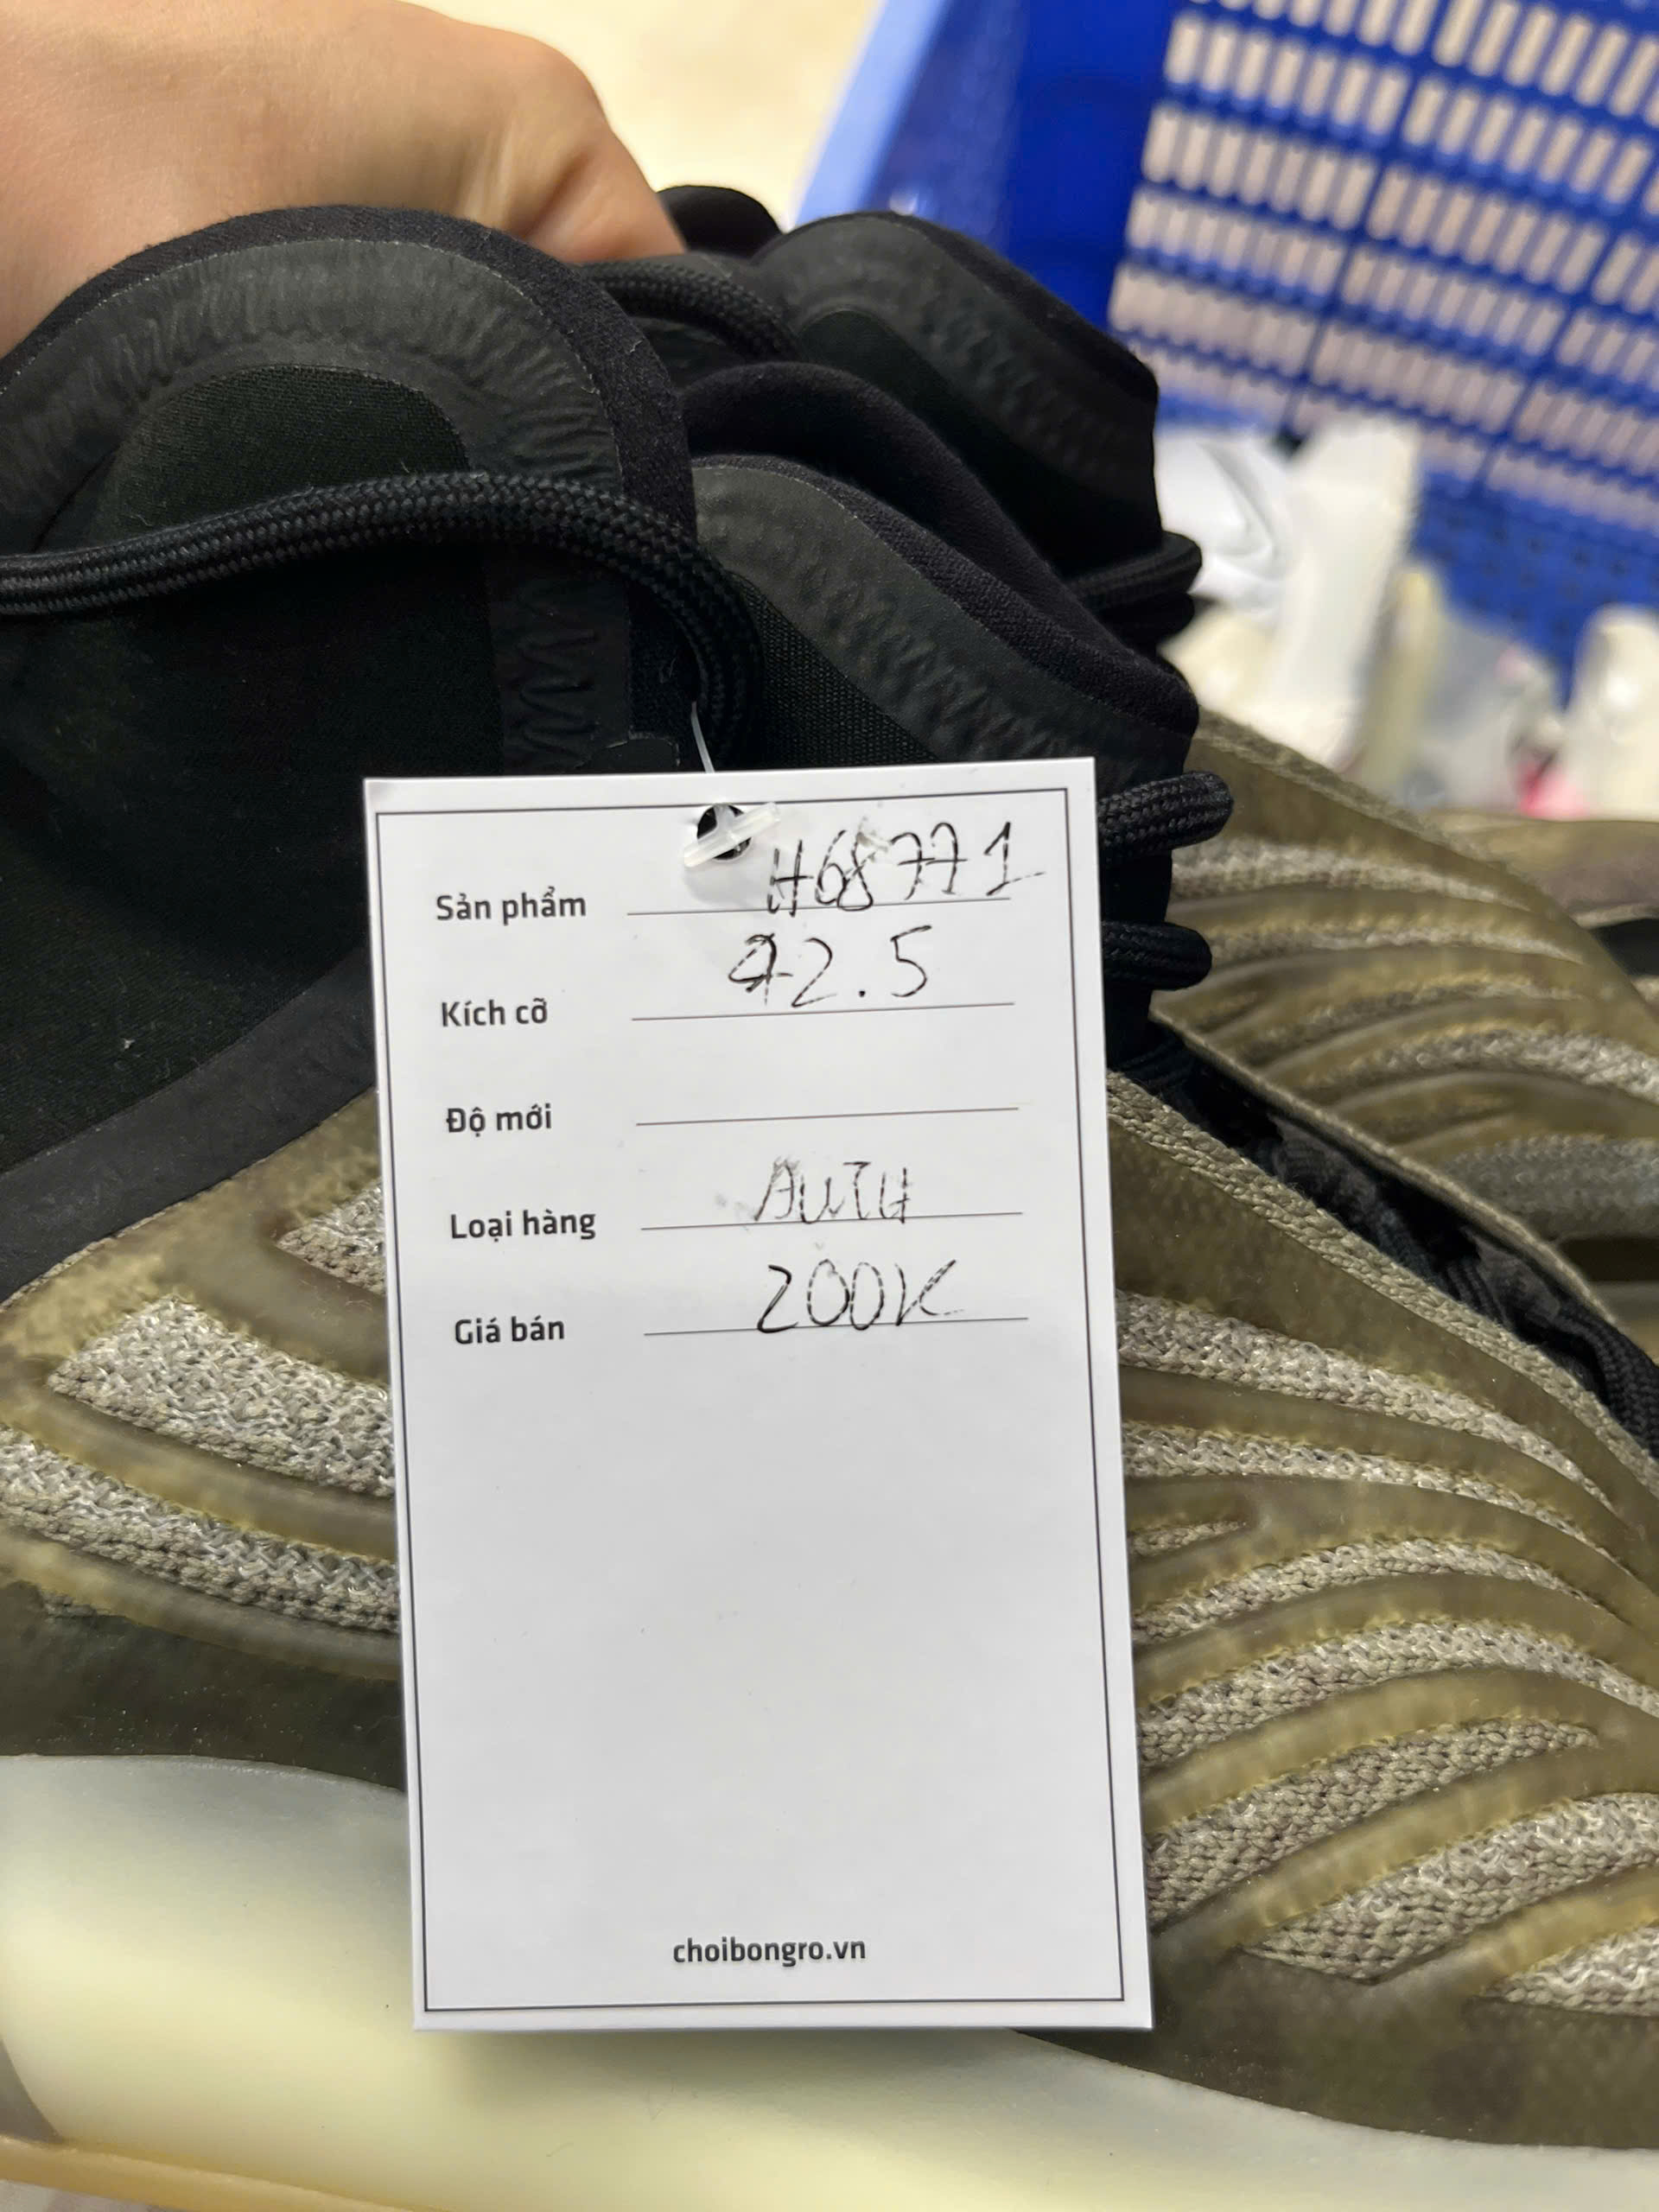 Sản phẩm H68771
Kích cỡ 42.5
Độ mới
Loại hàng AUTH
Giá bán 200K
choibongro.vn